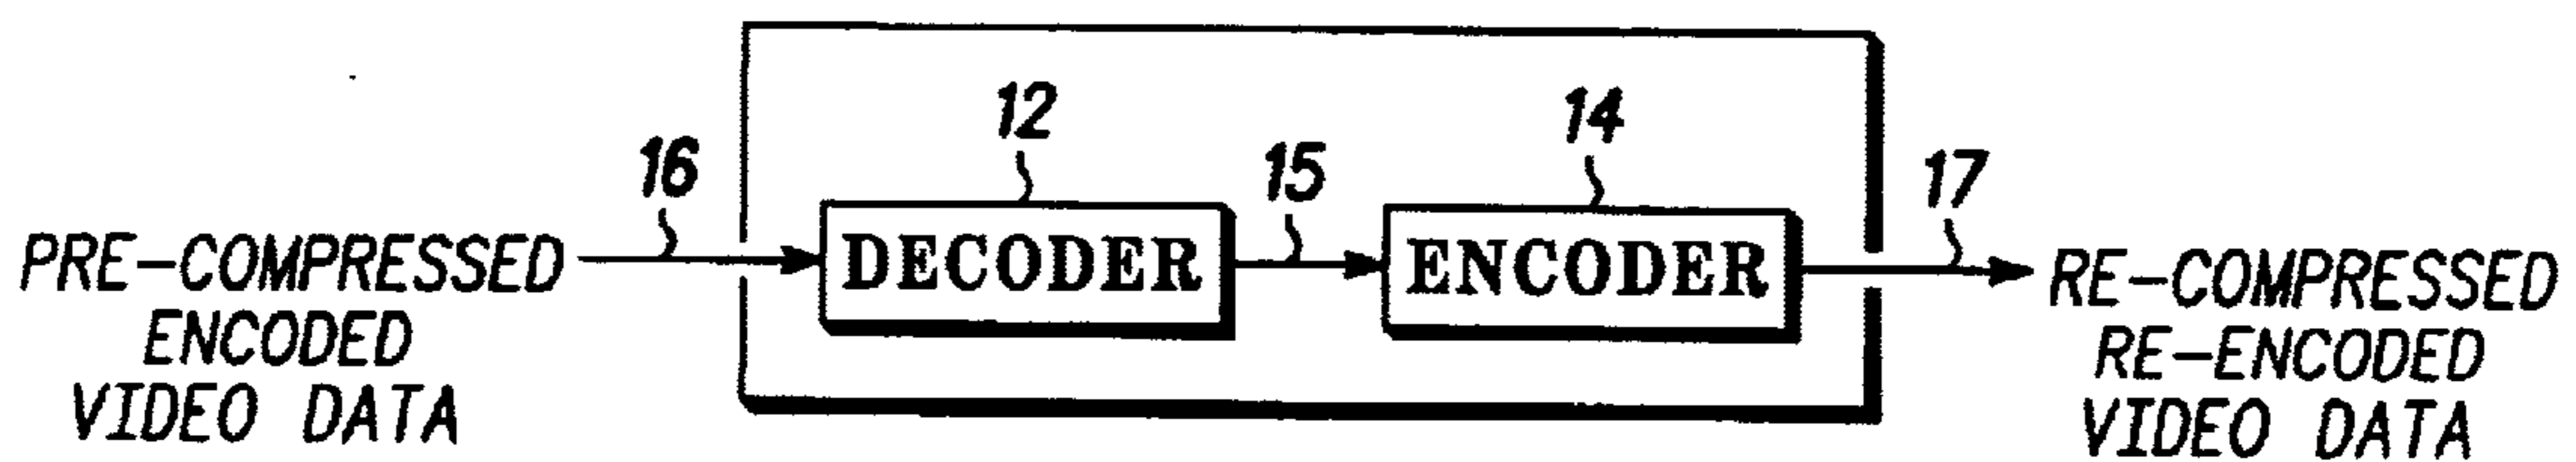 12
14
16
15
17
PRE-COMPRESSED
ENCODED
VIDEO DATA
DECODER
ENCODER
RE-COMPRESSED
RE-ENCODED
VIDEO DATA